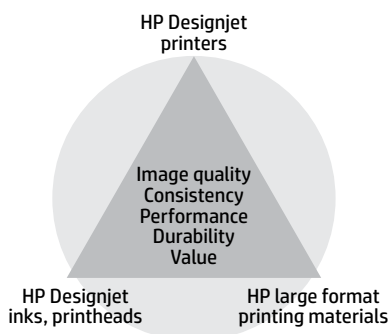 HP Designjet
printers
Image quality
Consistency
Performance
Durability
Value
HP Designjet
inks, printheads
HP large format
printing materials